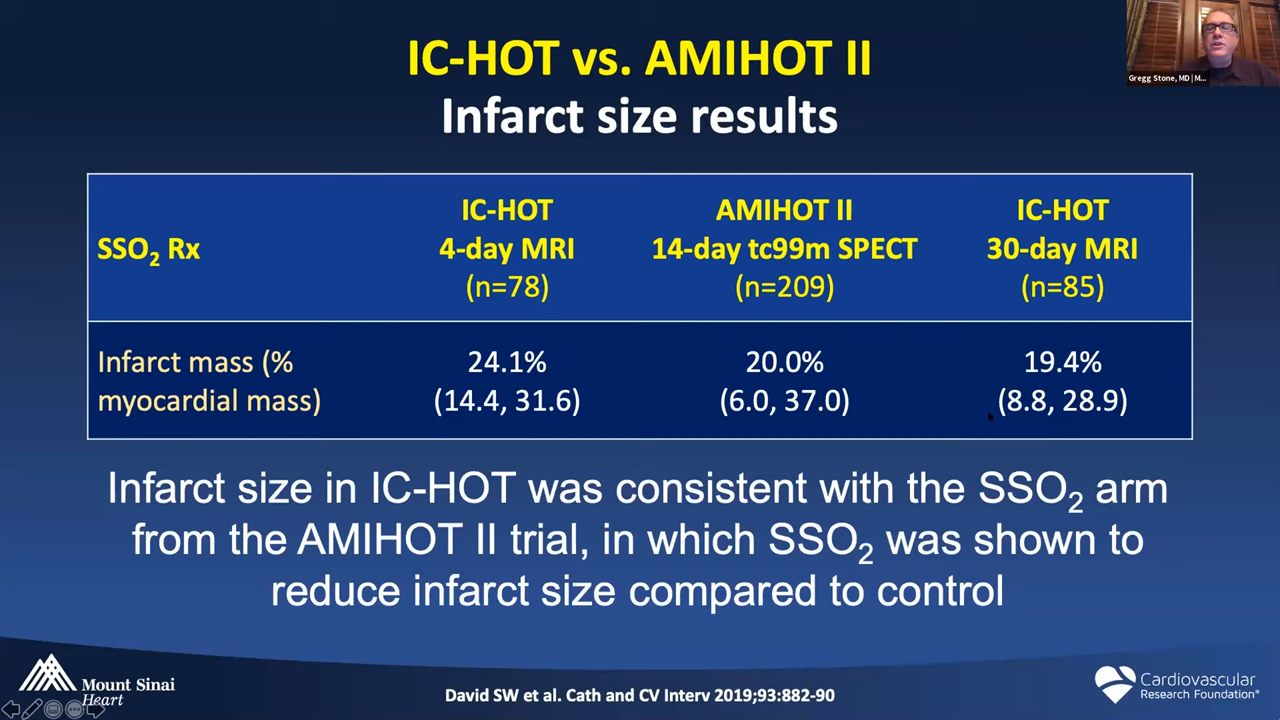 IC-HOT vs. AMIHOT II
Infarct size results
Gregg Stone, MD | M...
SSO₂ Rx
IC-HOT
4-day MRI
(n=78)
AMIHOT II
14-day tc99m SPECT
(n=209)
IC-HOT
30-day MRI
(n=85)
Infarct mass (%
myocardial mass)
24.1%
(14.4, 31.6)
20.0%
(6.0, 37.0)
19.4%
(8.8, 28.9)
Infarct size in IC-HOT was consistent with the SSO₂ arm
from the AMIHOT II trial, in which SSO₂ was shown to
reduce infarct size compared to control
Mount Sinai
Heart
David SW et al. Cath and CV Interv 2019;93:882-90
Cardiovascular
Research Foundation®